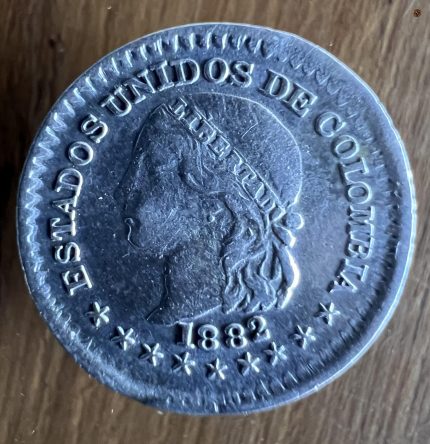 ESTADOS UNIDOS DE COLOMBIA
LIBERTAD
1882